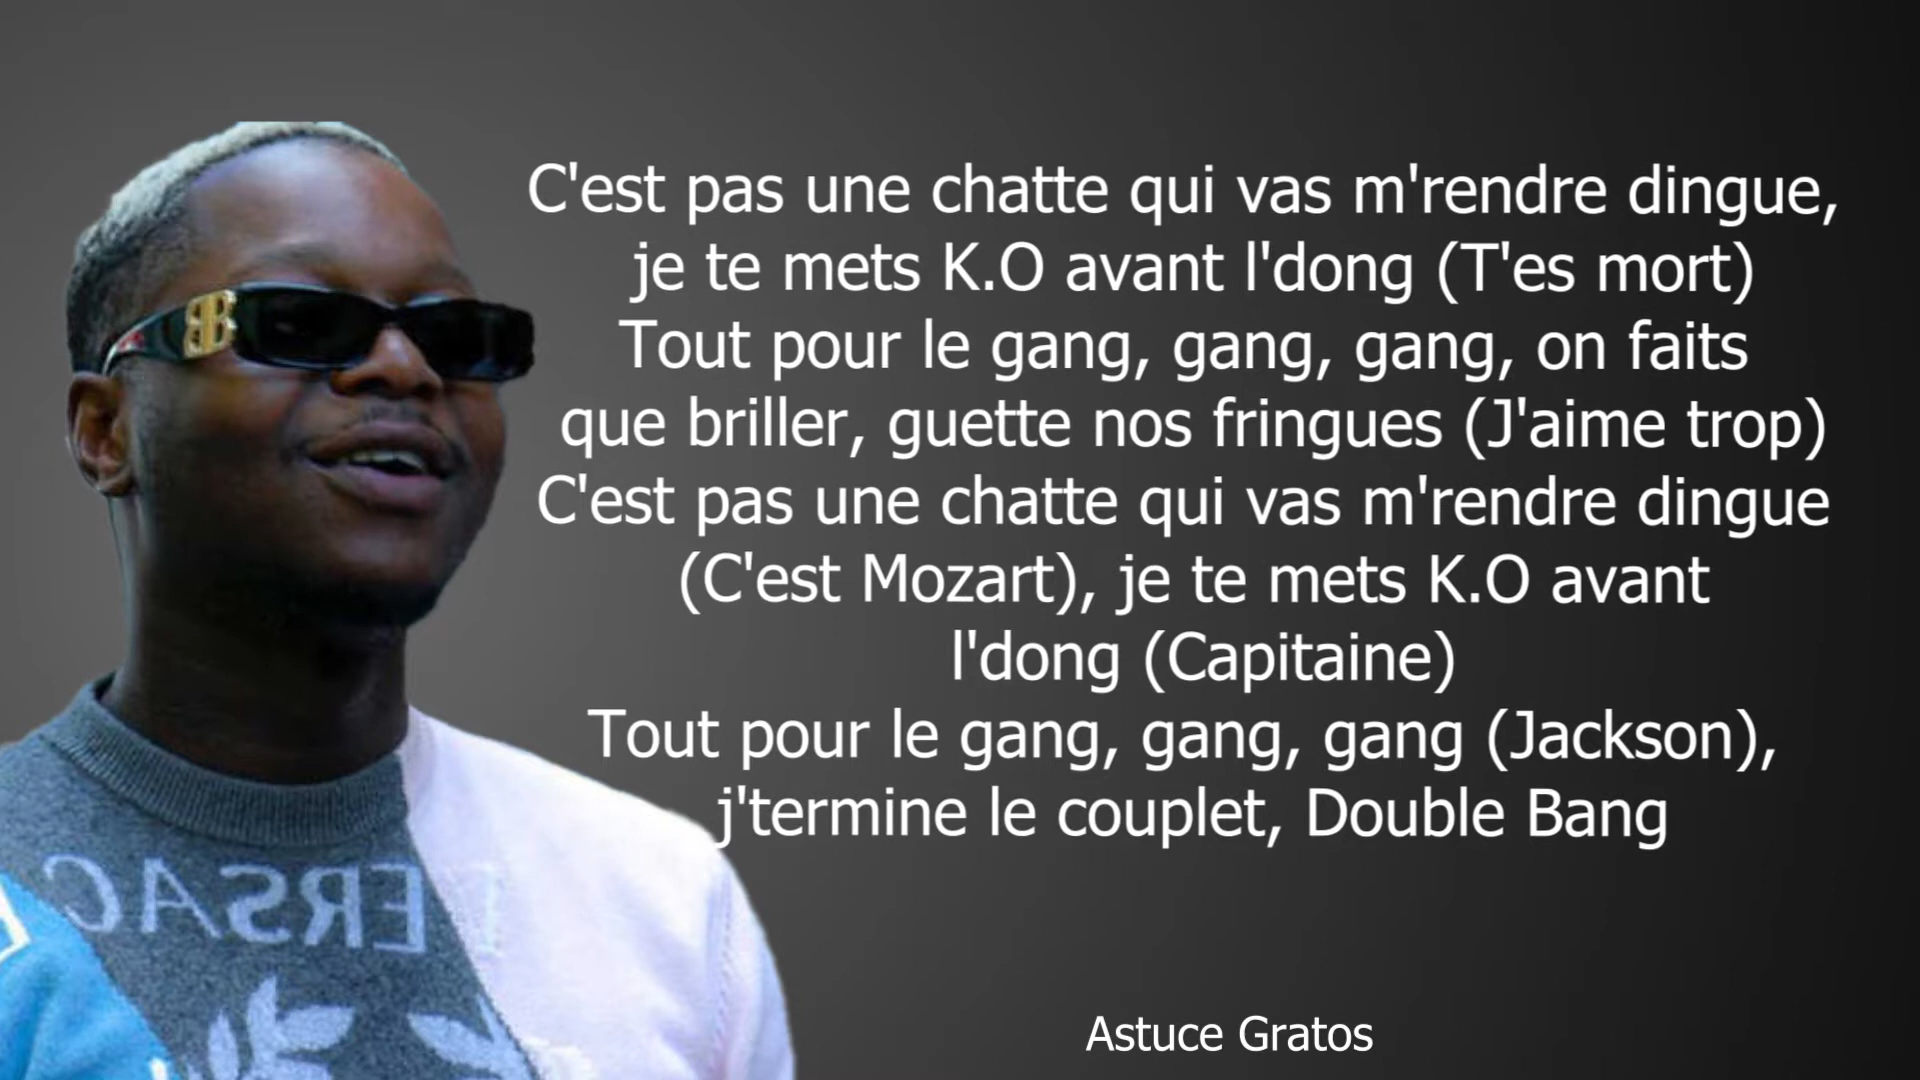 C'est pas une chatte qui vas m'rendre dingue,
je te mets K.O avant l'dong (T'es mort)
Tout pour le gang, gang, gang, on faits
que briller, guette nos fringues (J'aime trop)
C'est pas une chatte qui vas m'rendre dingue
(C'est Mozart), je te mets K.O avant
l'dong (Capitaine)
Tout pour le gang, gang, gang (Jackson),
j'termine le couplet, Double Bang
VERSAC
Astuce Gratos